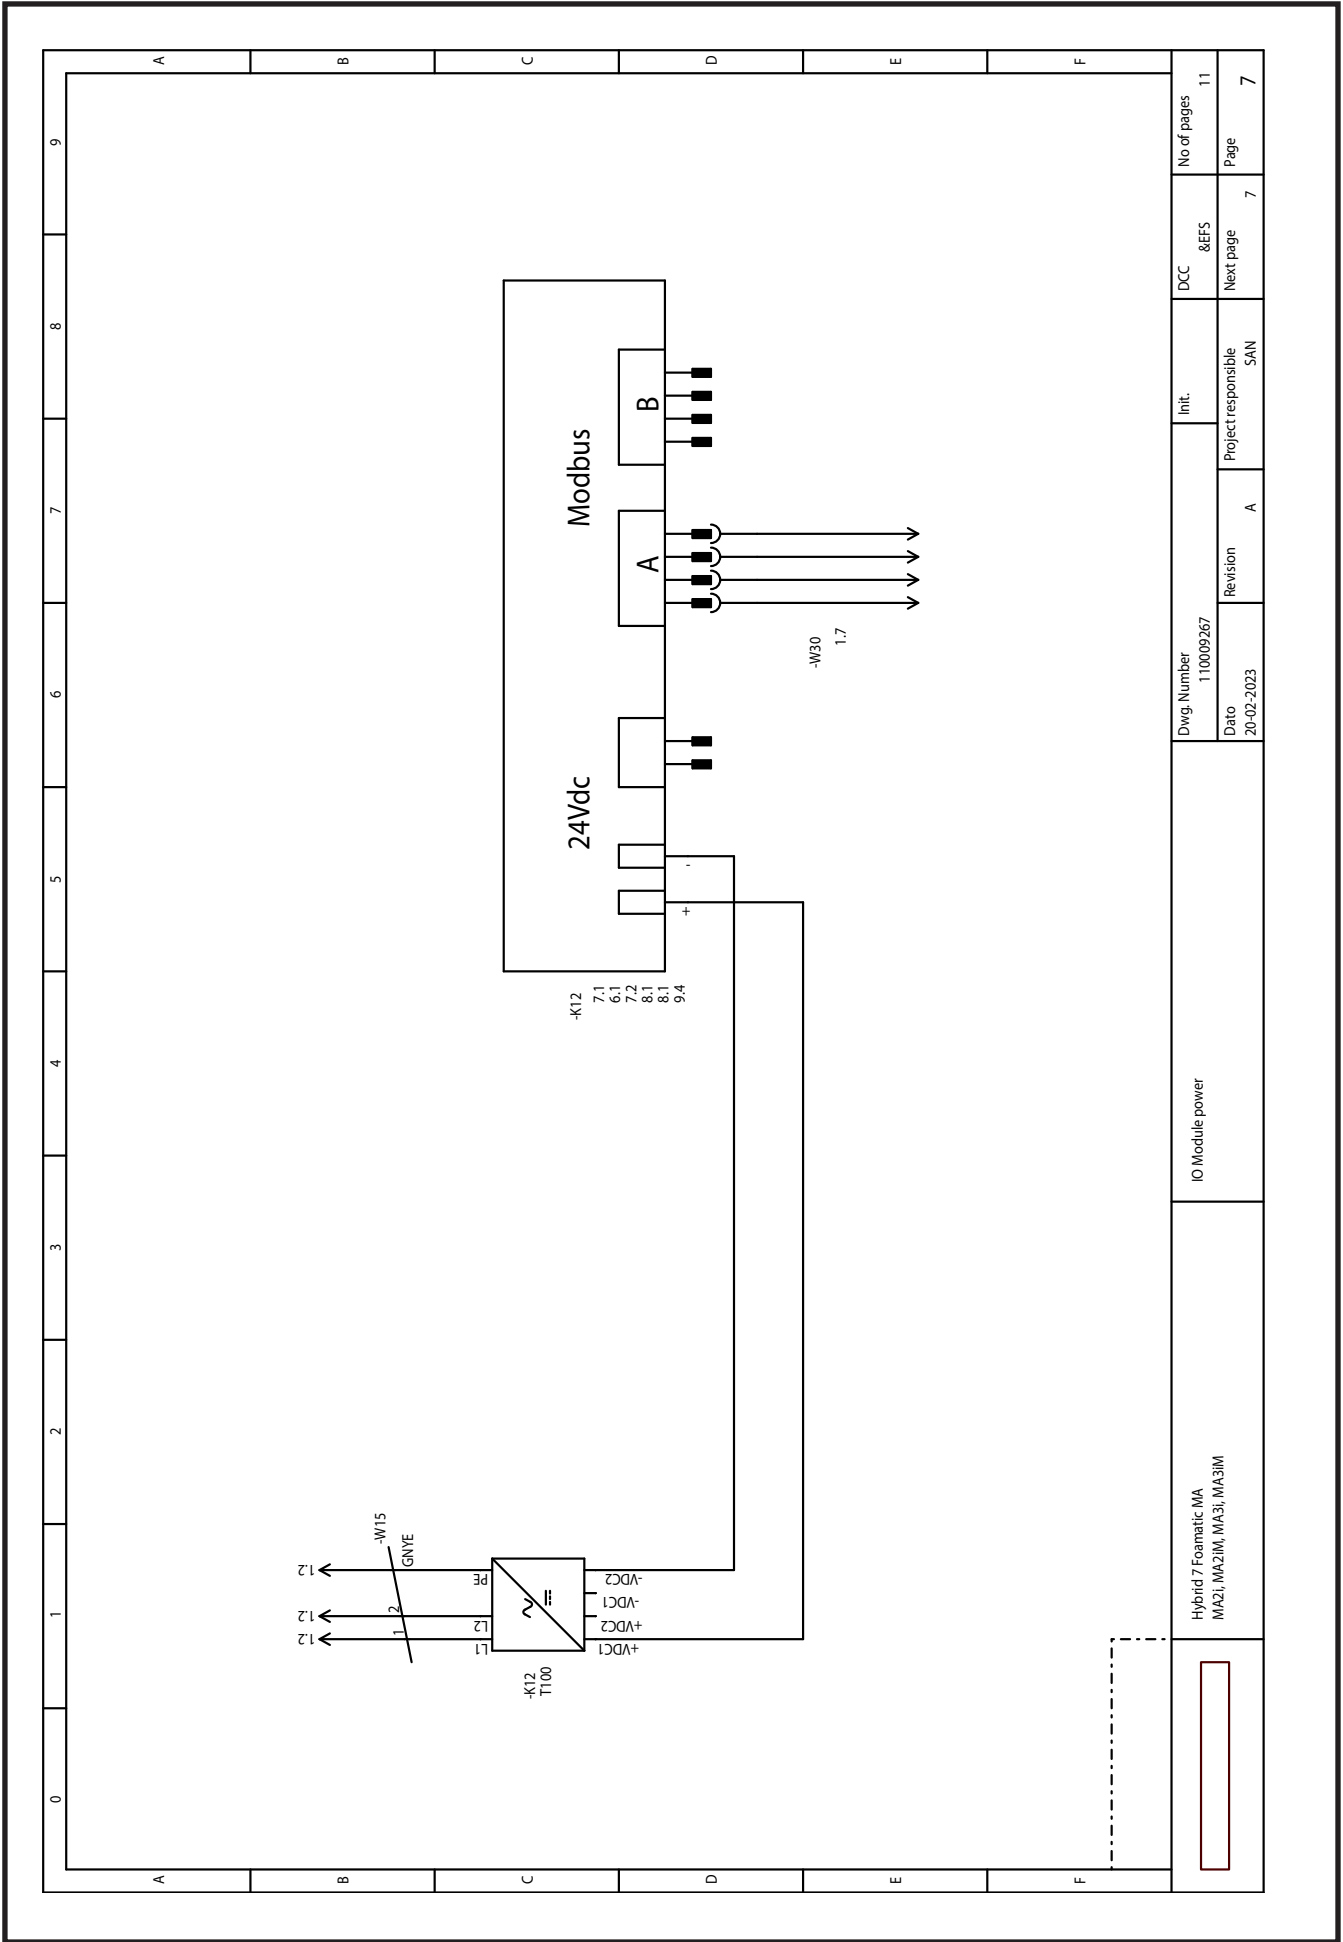 0 1 2 3 4 5 6 7 8 9
A A
B B
C C
D D
E E
F F
1.2 1.2 1.2
-W15
1 2 GNYE
L1 L2 PE
-K12
T100
+VDC1 +VDC2 -VDC1 -VDC2
-K12
7.1
6.1
7.2
8.1
8.1
9.4
24Vdc
Modbus
A
B
+ -
-W30
1.7
Hybrid 7 Foamatic MA
MA2i, MA2iM, MA3i, MA3iM
IO Module power
Dwg. Number
110009267
Init.
DCC
&EFS
No of pages
11
Dato
20-02-2023
Revision
A
Project responsible
SAN
Next page
7
Page
7